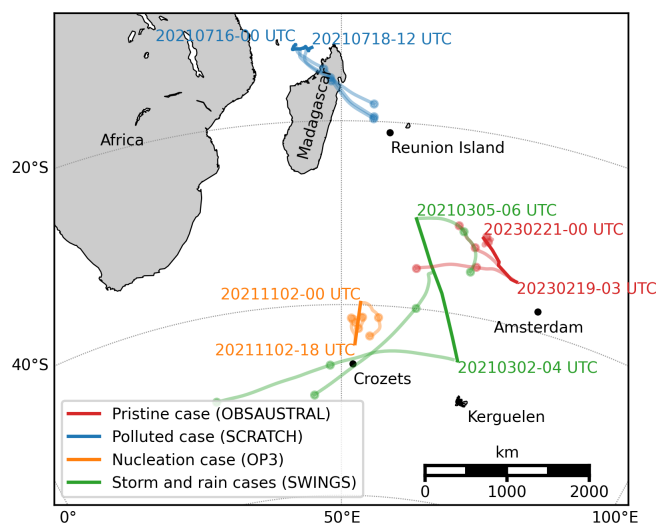 20210716-00 UTC
20210718-12 UTC
Madagascar
Africa
Reunion Island
20°S
20210305-06 UTC
20230221-00 UTC
20230219-03 UTC
20211102-00 UTC
Amsterdam
20211102-18 UTC
40°S
20210302-04 UTC
Crozets
Kerguelen
Pristine case (OBSAUSTRAL)
Polluted case (SCRATCH)
Nucleation case (OP3)
Storm and rain cases (SWINGS)
km
0 1000 2000
0° 50°E 100°E